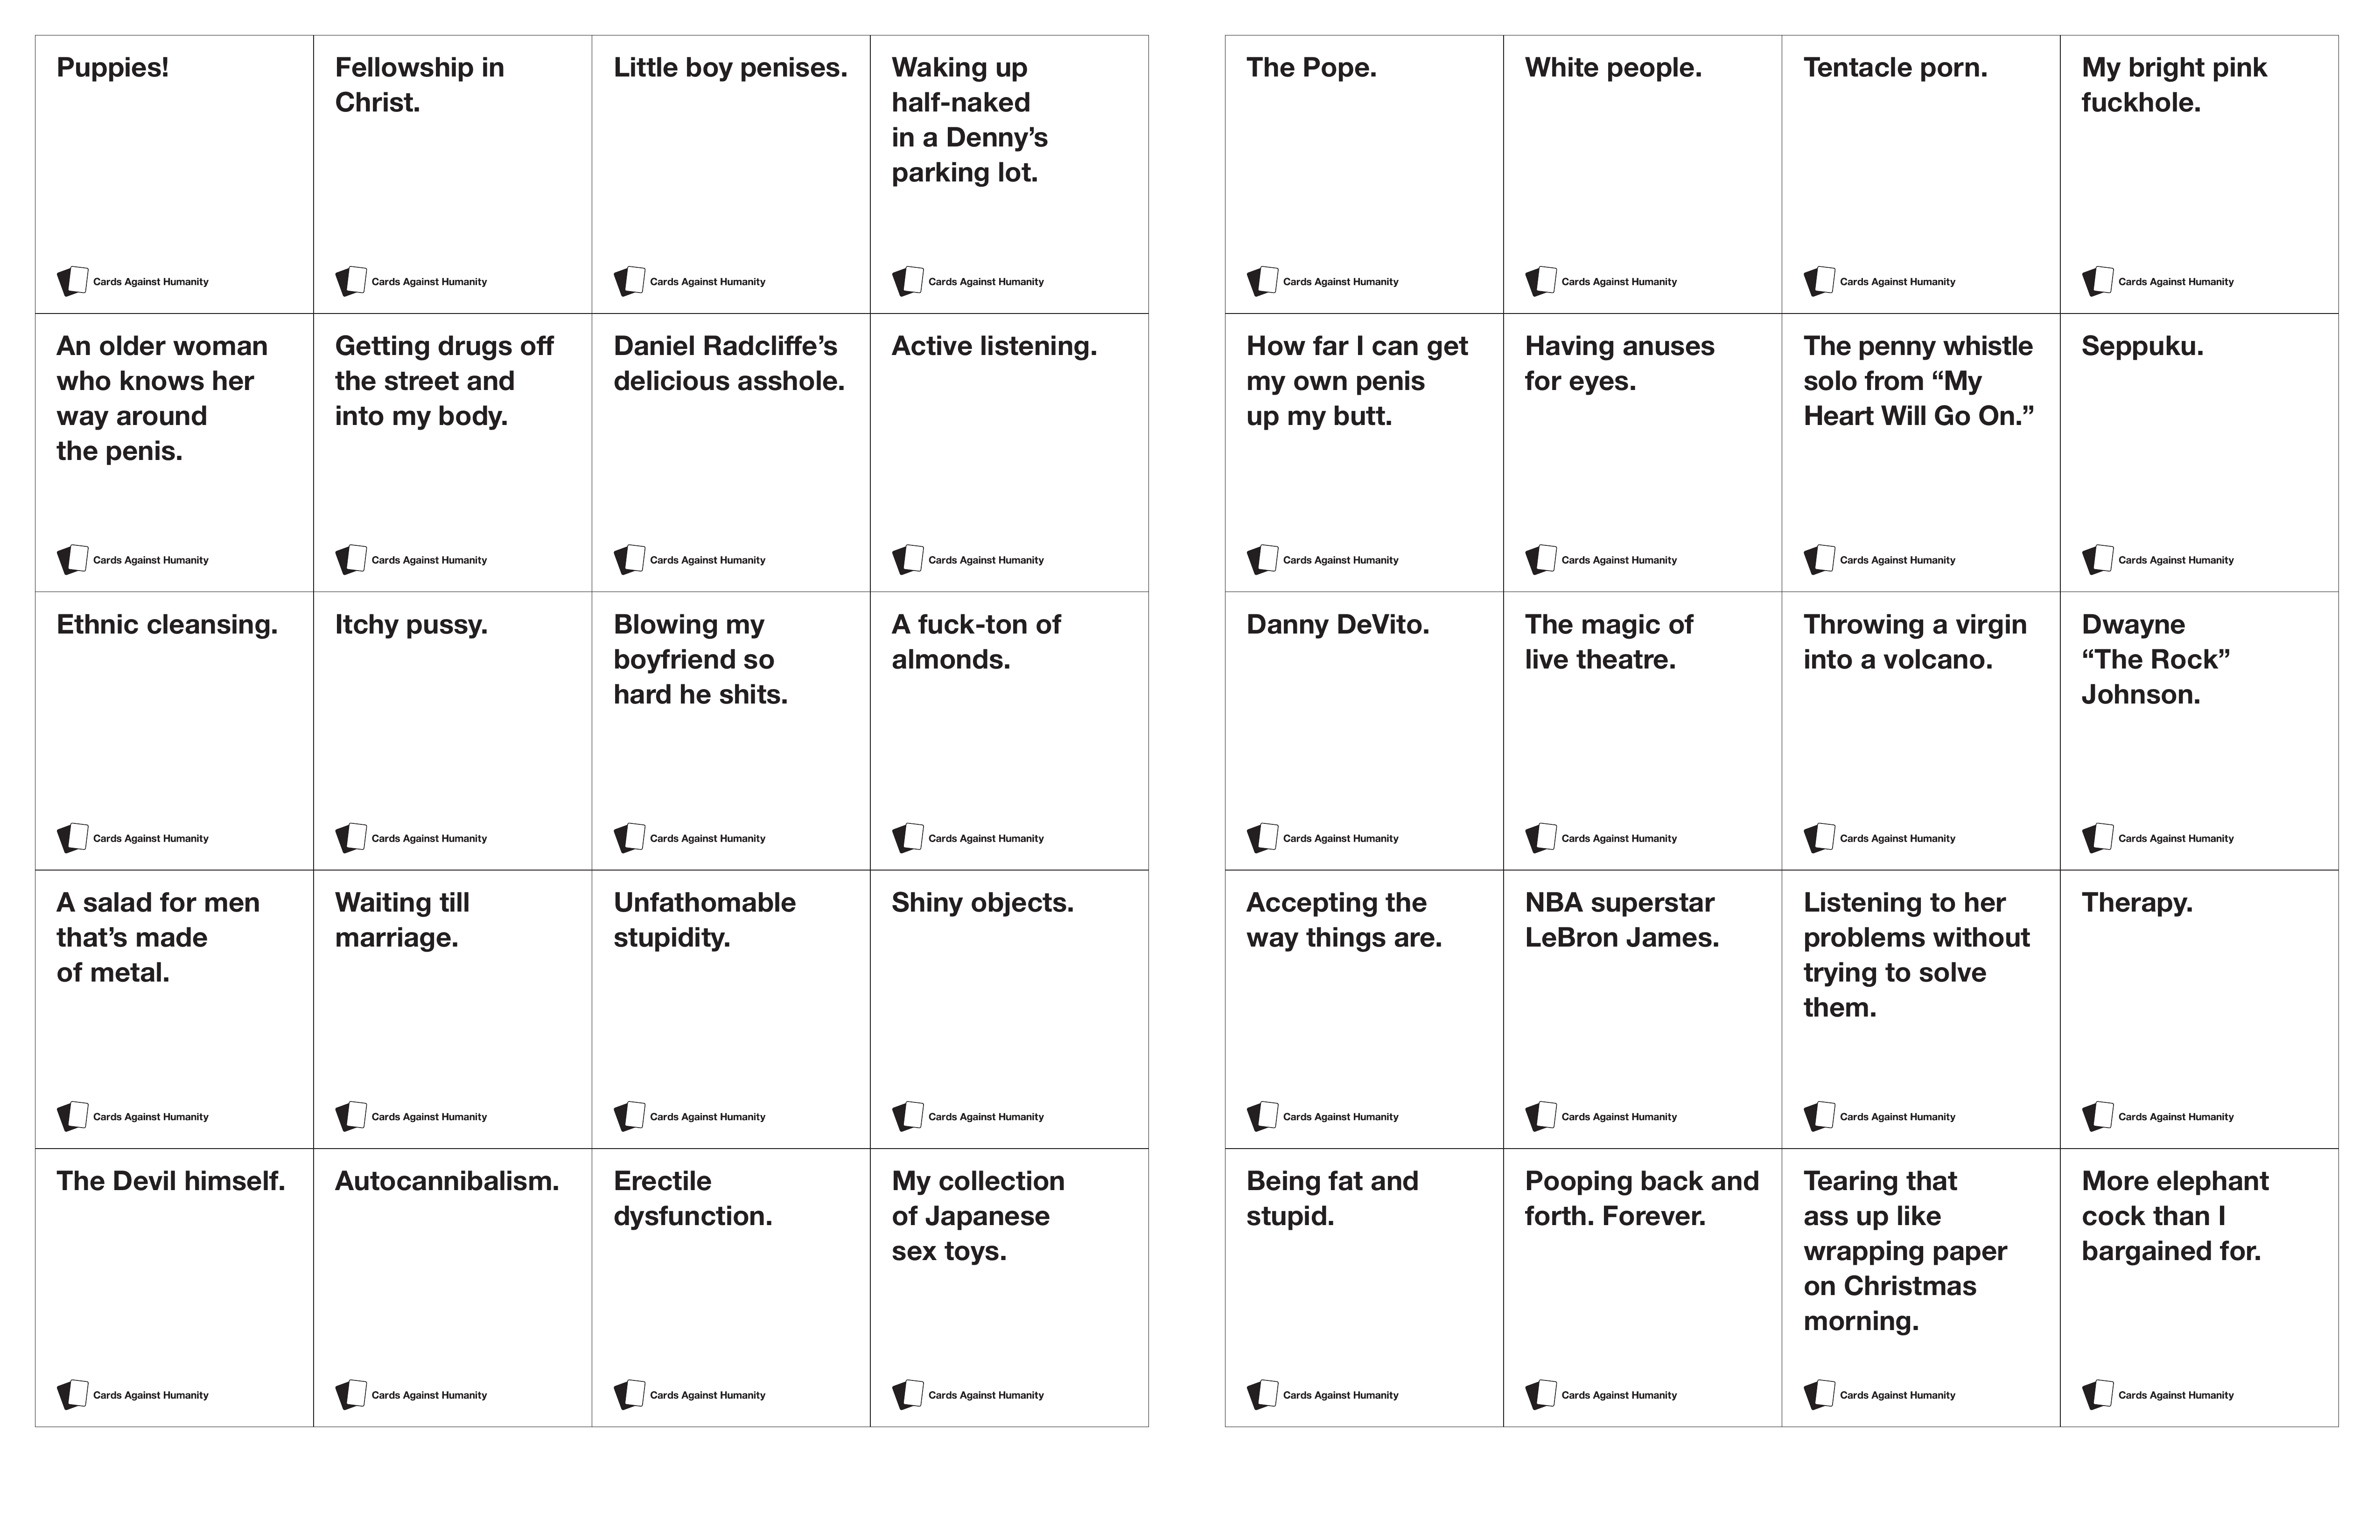 Puppies!
Cards Against Humanity
Fellowship in
Christ.
Cards Against Humanity
Little boy penises.
Cards Against Humanity
Waking up
half-naked
in a Denny’s
parking lot.
Cards Against Humanity
An older woman
who knows her
way around
the penis.
Cards Against Humanity
Getting drugs off
the street and
into my body.
Cards Against Humanity
Daniel Radcliffe’s
delicious asshole.
Cards Against Humanity
Active listening.
Cards Against Humanity
Ethnic cleansing.
Cards Against Humanity
Itchy pussy.
Cards Against Humanity
Blowing my
boyfriend so
hard he shits.
Cards Against Humanity
A fuck-ton of
almonds.
Cards Against Humanity
A salad for men
that’s made
of metal.
Cards Against Humanity
Waiting till
marriage.
Cards Against Humanity
Unfathomable
stupidity.
Cards Against Humanity
Shiny objects.
Cards Against Humanity
The Devil himself.
Cards Against Humanity
Autocannibalism.
Cards Against Humanity
Erectile
dysfunction.
Cards Against Humanity
My collection
of Japanese
sex toys.
Cards Against Humanity
The Pope.
Cards Against Humanity
White people.
Cards Against Humanity
Tentacle porn.
Cards Against Humanity
My bright pink
fuckhole.
Cards Against Humanity
How far I can get
my own penis
up my butt.
Cards Against Humanity
Having anuses
for eyes.
Cards Against Humanity
The penny whistle
solo from “My
Heart Will Go On.”
Cards Against Humanity
Seppuku.
Cards Against Humanity
Danny DeVito.
Cards Against Humanity
The magic of
live theatre.
Cards Against Humanity
Throwing a virgin
into a volcano.
Cards Against Humanity
Dwayne
“The Rock”
Johnson.
Cards Against Humanity
Accepting the
way things are.
Cards Against Humanity
NBA superstar
LeBron James.
Cards Against Humanity
Listening to her
problems without
trying to solve
them.
Cards Against Humanity
Therapy.
Cards Against Humanity
Being fat and
stupid.
Cards Against Humanity
Pooping back and
forth. Forever.
Cards Against Humanity
Tearing that
ass up like
wrapping paper
on Christmas
morning.
Cards Against Humanity
More elephant
cock than I
bargained for.
Cards Against Humanity